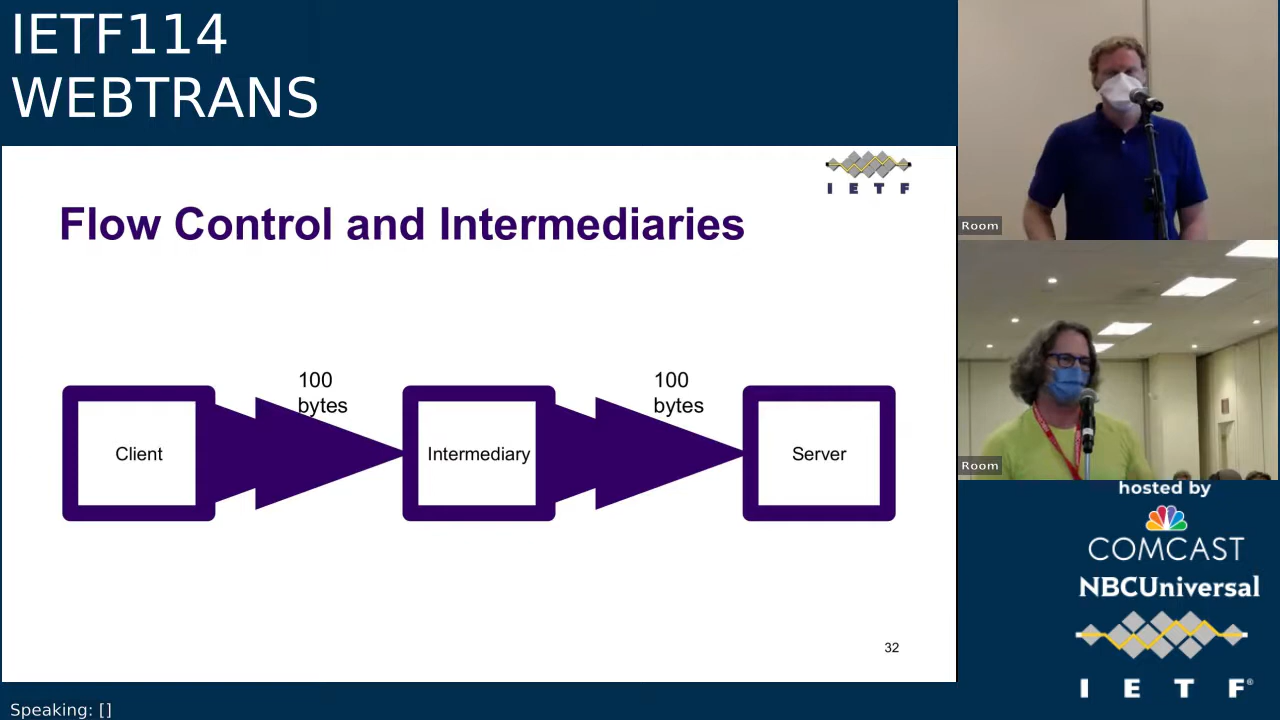 IETF114
WEBTRANS
I E T F
Flow Control and Intermediaries
100
bytes
100
bytes
Client
Intermediary
Server
32
Room
Room
hosted by
COMCAST
NBCUniversal
I E T F®
Speaking: []